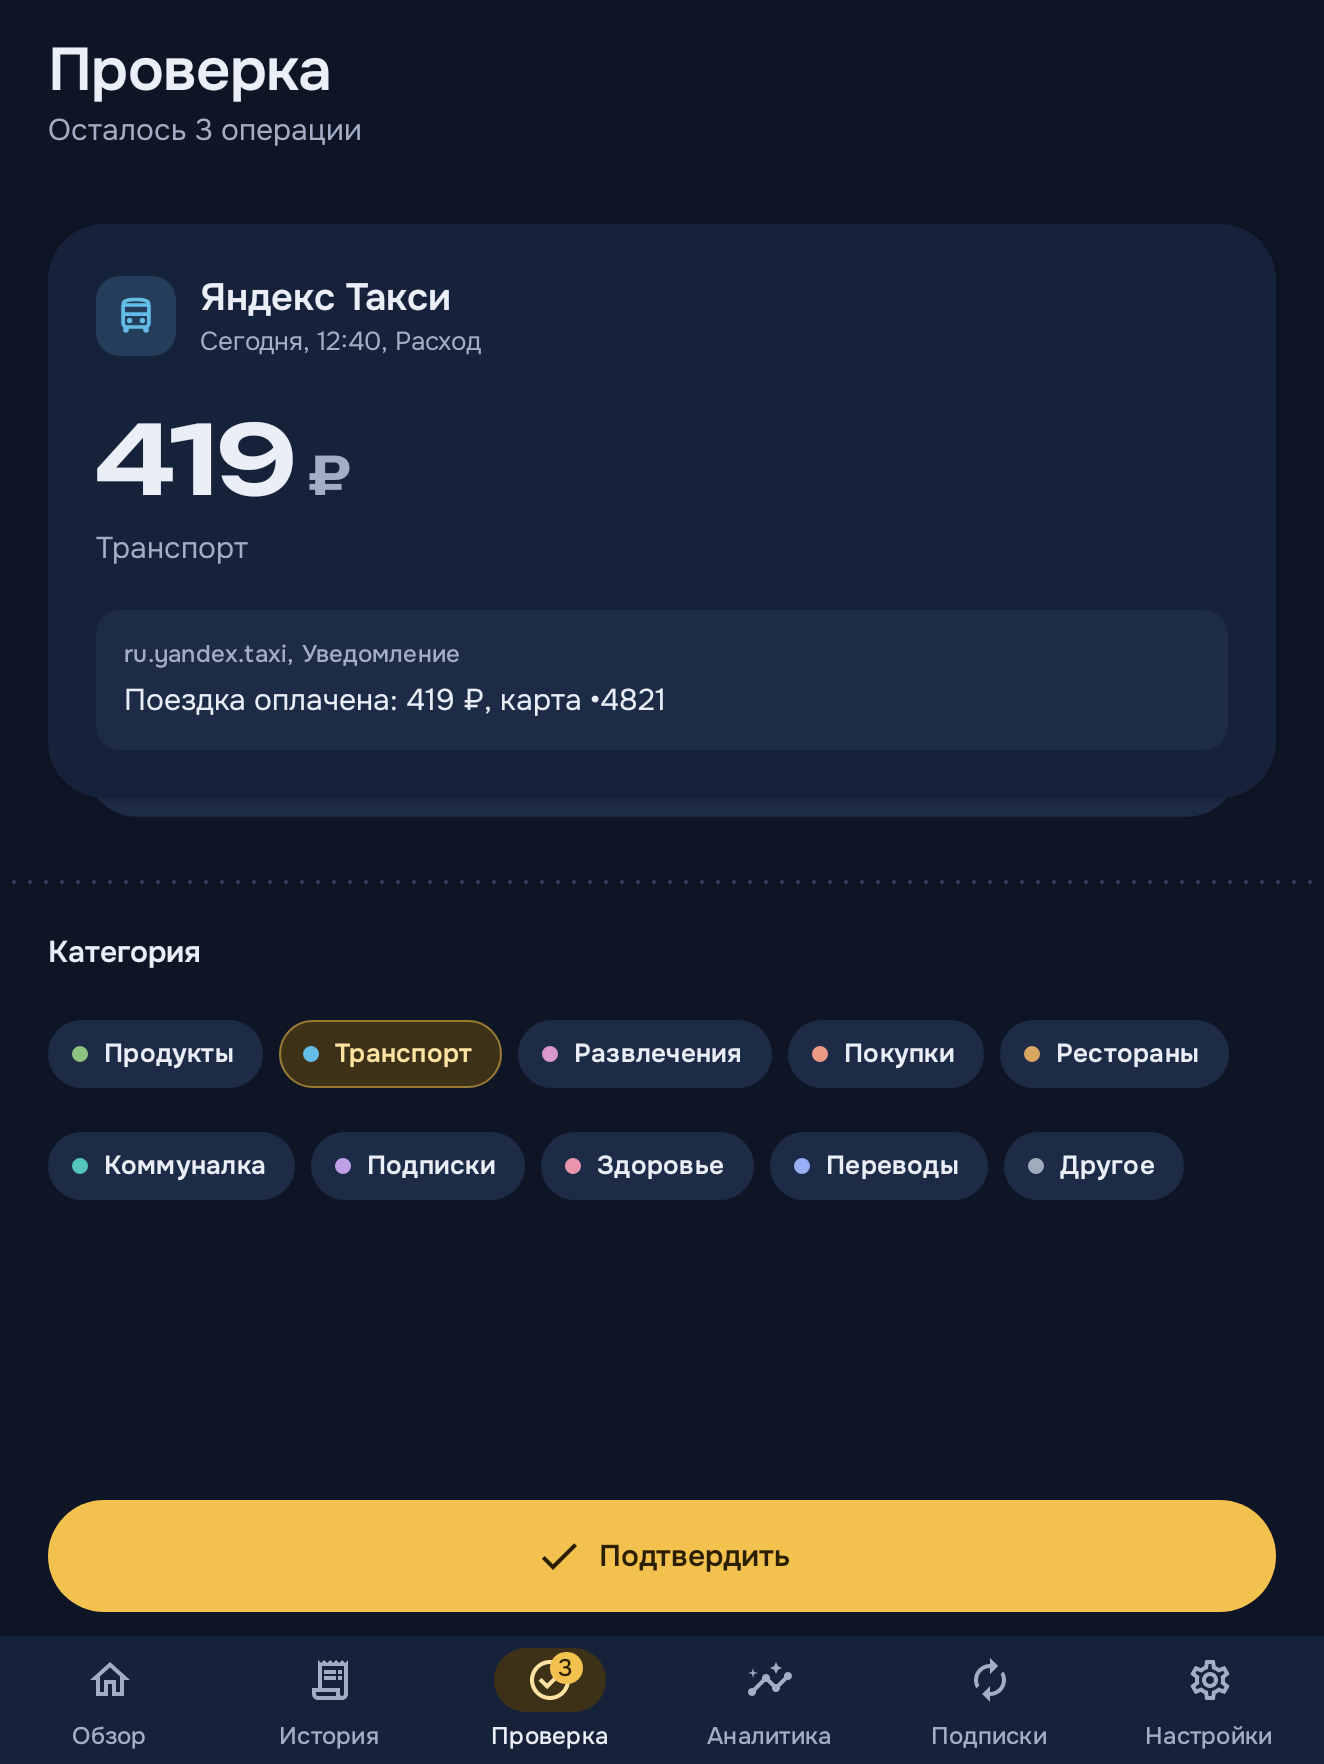 Проверка
Осталось 3 операции
Яндекс Такси
Сегодня, 12:40, Расход
419 ₽
Транспорт
ru.yandex.taxi, Уведомление
Поездка оплачена: 419 ₽, карта •4821
Категория
Продукты Транспорт Развлечения Покупки Рестораны
Коммуналка Подписки Здоровье Переводы Другое
Подтвердить
3
Обзор История Проверка Аналитика Подписки Настройки